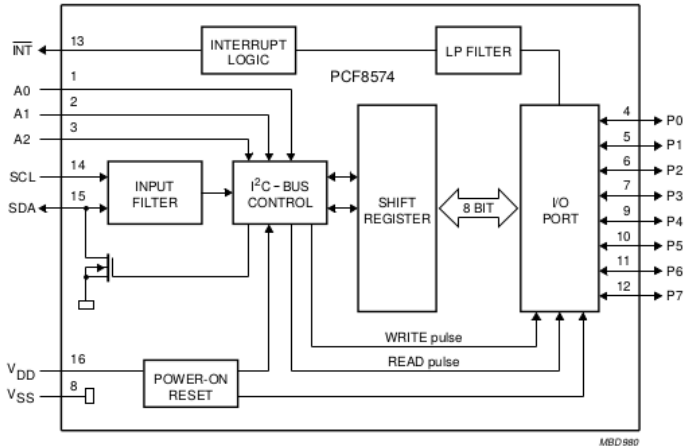 INT
13
INTERRUPT
LOGIC
LP FILTER
PCF8574
A0
1
A1
2
A2
3
SCL
14
SDA
15
INPUT
FILTER
I²C – BUS
CONTROL
SHIFT
REGISTER
8 BIT
I/O
PORT
4
P0
5
P1
6
P2
7
P3
9
P4
10
P5
11
P6
12
P7
WRITE pulse
READ pulse
VDD
16
VSS
8
POWER-ON
RESET
MBD980